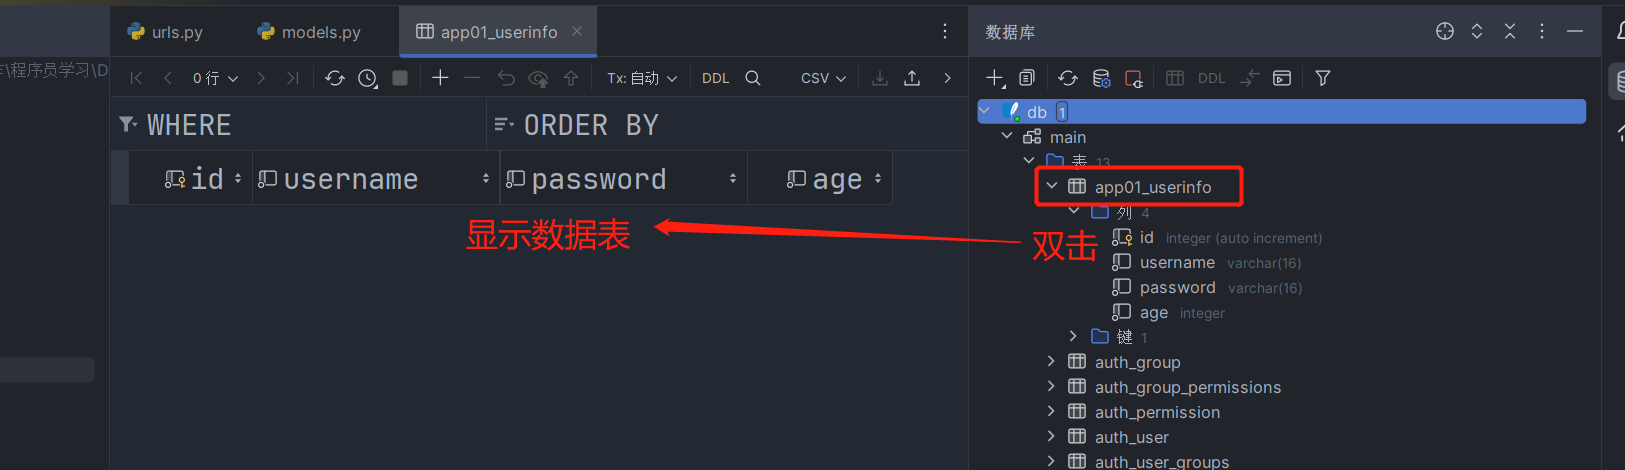 urls.py
models.py
app01_userinfo
数据库
\程序员学习\D
0 行
Tx: 自动
DDL
CSV
DDL
WHERE
ORDER BY
id
username
password
age
显示数据表
双击
db 1
main
表 13
app01_userinfo
列 4
id integer (auto increment)
username varchar(16)
password varchar(16)
age integer
键 1
auth_group
auth_group_permissions
auth_permission
auth_user
auth_user_groups